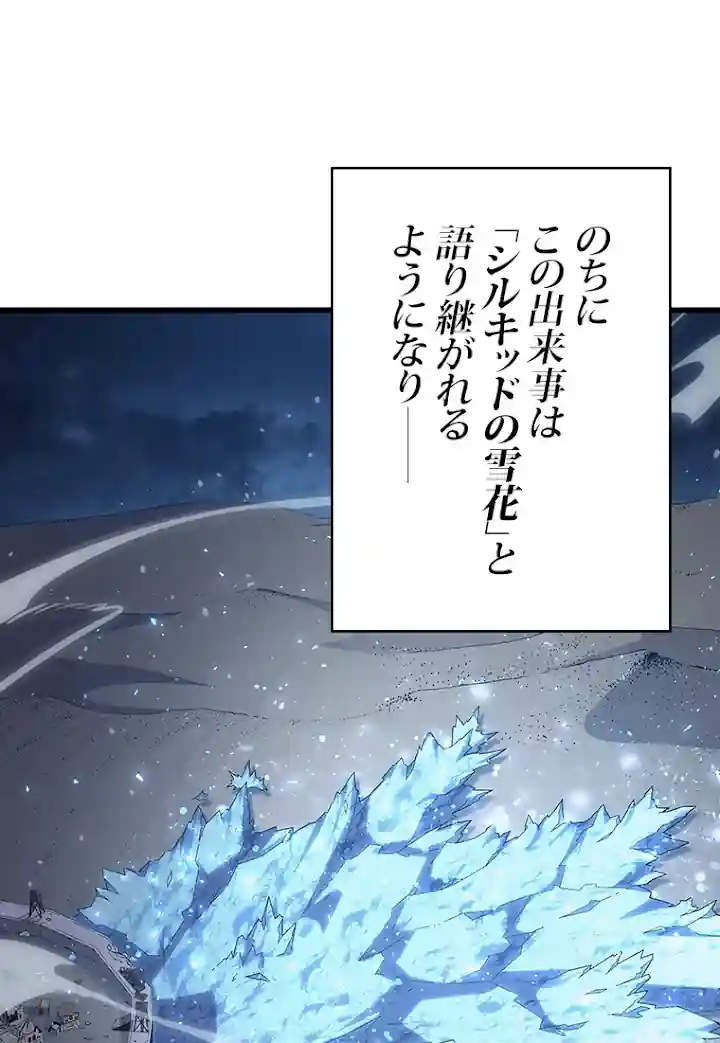 のちに
この出来事は
「シルキッドの雪花」と
語り継がれる
ようになり――